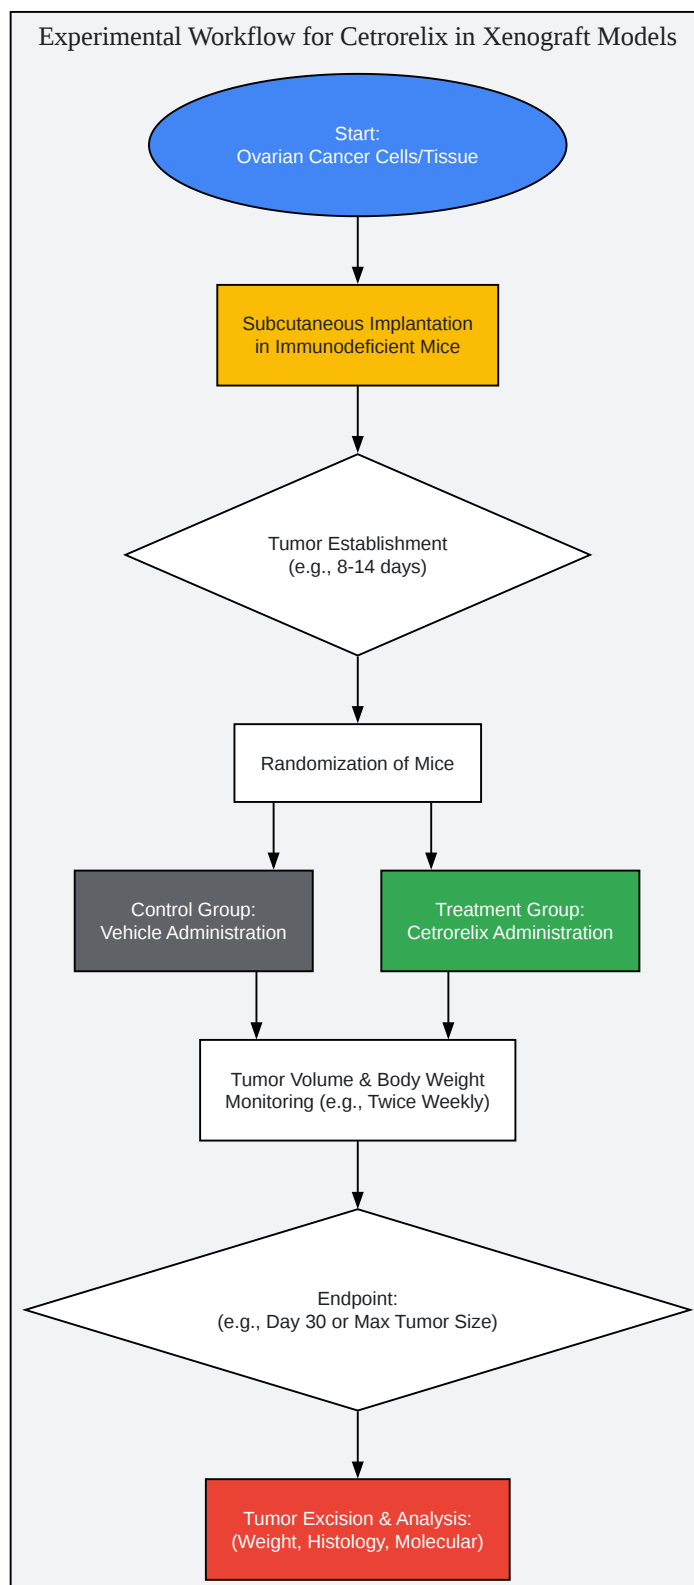 Experimental Workflow for Cetrorelix in Xenograft Models
Start:
Ovarian Cancer Cells/Tissue
Subcutaneous Implantation
in Immunodeficient Mice
Tumor Establishment
(e.g., 8-14 days)
Randomization of Mice
Control Group:
Vehicle Administration
Treatment Group:
Cetrorelix Administration
Tumor Volume & Body Weight
Monitoring (e.g., Twice Weekly)
Endpoint:
(e.g., Day 30 or Max Tumor Size)
Tumor Excision & Analysis:
(Weight, Histology, Molecular)